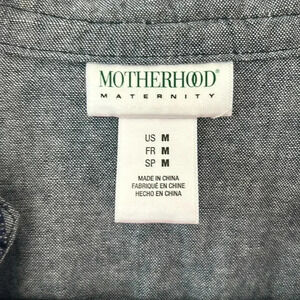 MOTHERHOOD®
MATERNITY
US M
FR M
SP M
MADE IN CHINA
FABRIQUÉ EN CHINE
HECHO EN CHINA